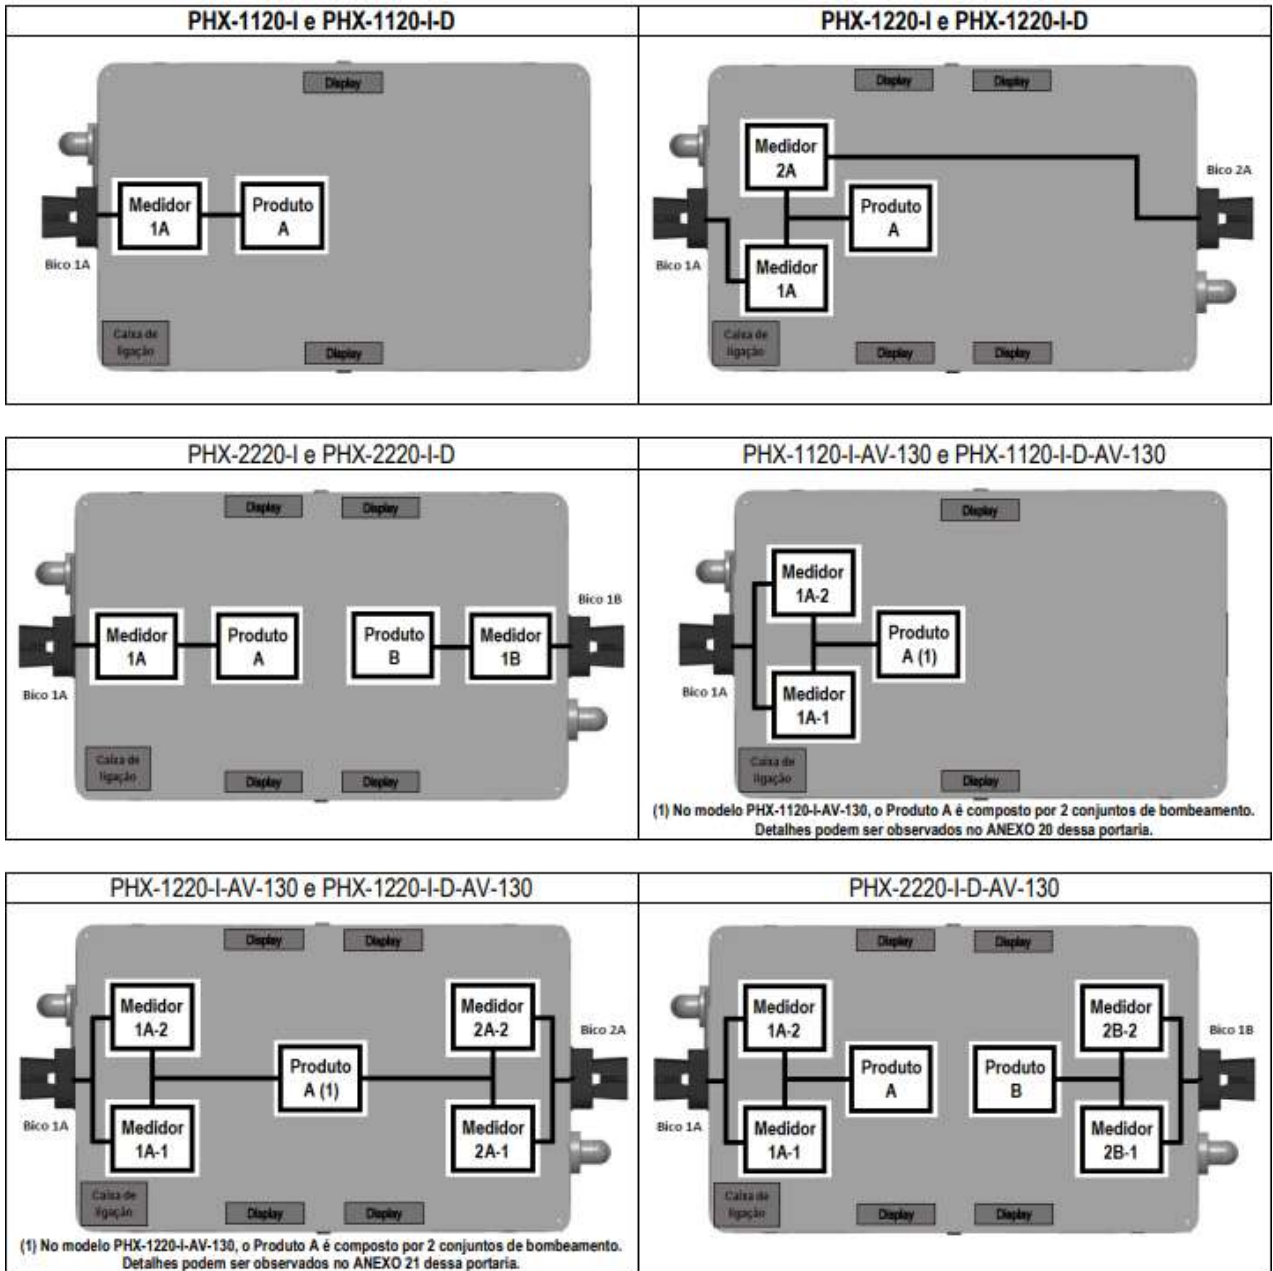 PHX-1120-I e PHX-1120-I-D
Display
Medidor
1A
Produto
A
Bico 1A
Caixa de
ligação
Display
PHX-1220-I e PHX-1220-I-D
Display
Display
Medidor
2A
Bico 2A
Produto
A
Bico 1A
Medidor
1A
Caixa de
ligação
Display
Display
PHX-2220-I e PHX-2220-I-D
Display
Display
Bico 1B
Medidor
1A
Produto
A
Produto
B
Medidor
1B
Bico 1A
Caixa de
ligação
Display
Display
PHX-1120-I-AV-130 e PHX-1120-I-D-AV-130
Display
Medidor
1A-2
Produto
A (1)
Bico 1A
Medidor
1A-1
Caixa de
ligação
Display
(1) No modelo PHX-1120-I-AV-130, o Produto A é composto por 2 conjuntos de bombeamento.
Detalhes podem ser observados no ANEXO 20 dessa portaria.
PHX-1220-I-AV-130 e PHX-1220-I-D-AV-130
Display
Display
Medidor
1A-2
Medidor
2A-2
Bico 2A
Produto
A (1)
Bico 1A
Medidor
1A-1
Medidor
2A-1
Caixa de
ligação
Display
Display
(1) No modelo PHX-1220-I-AV-130, o Produto A é composto por 2 conjuntos de bombeamento.
Detalhes podem ser observados no ANEXO 21 dessa portaria.
PHX-2220-I-D-AV-130
Display
Display
Medidor
1A-2
Medidor
2B-2
Bico 1B
Produto
A
Produto
B
Bico 1A
Medidor
1A-1
Medidor
2B-1
Caixa de
ligação
Display
Display